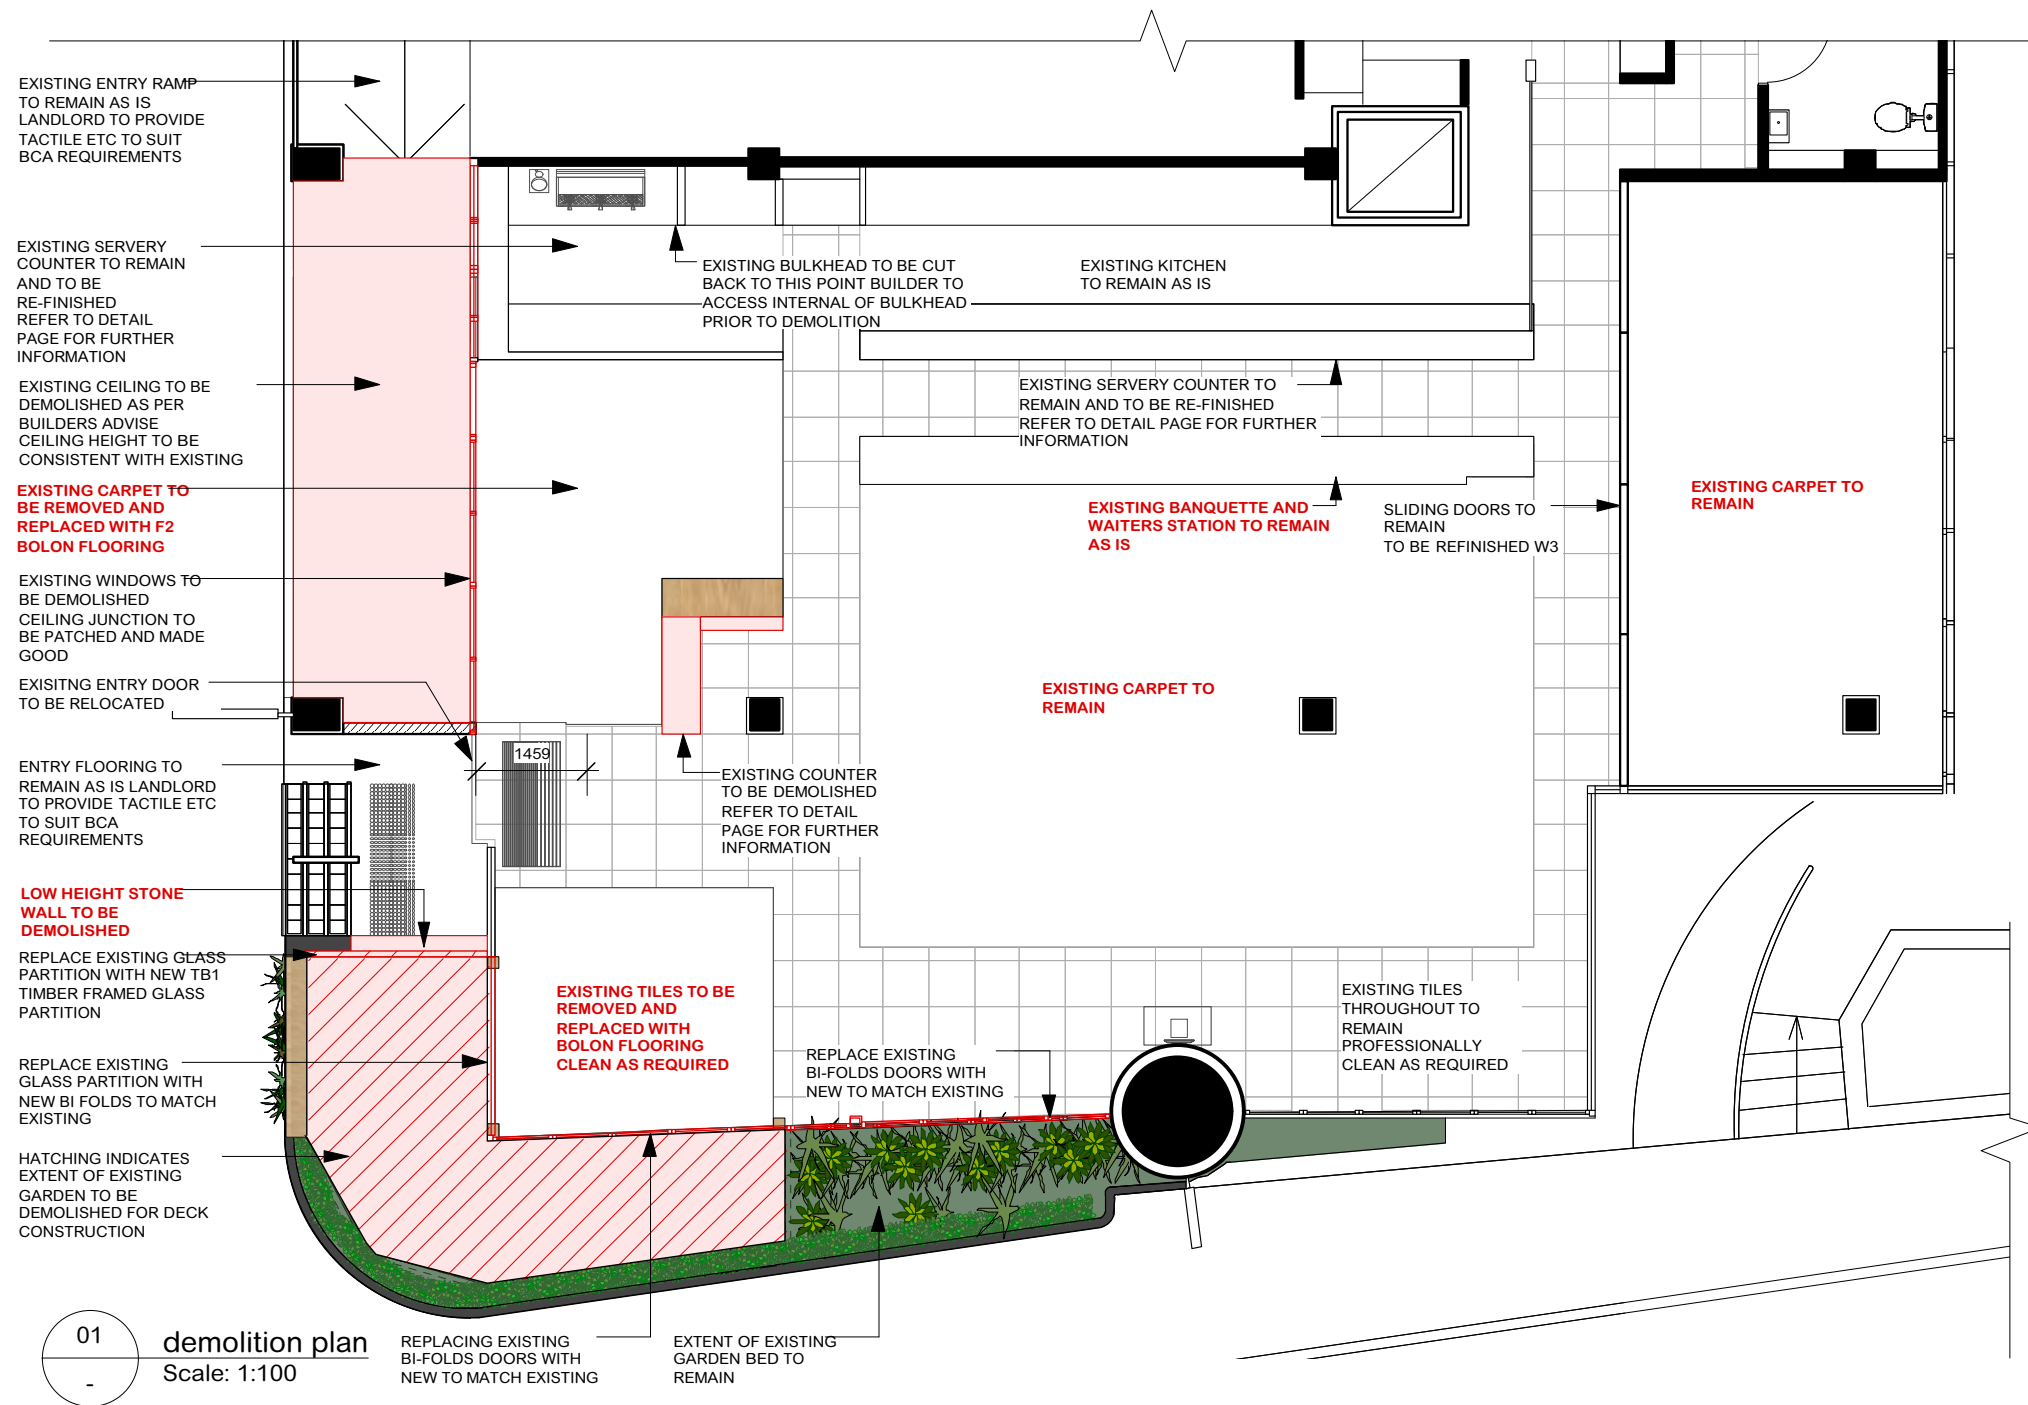 EXISTING ENTRY RAMP
TO REMAIN AS IS
LANDLORD TO PROVIDE
TACTILE ETC TO SUIT
BCA REQUIREMENTS
EXISTING SERVERY
COUNTER TO REMAIN
AND TO BE
RE-FINISHED
REFER TO DETAIL
PAGE FOR FURTHER
INFORMATION
EXISTING CEILING TO BE
DEMOLISHED AS PER
BUILDERS ADVISE
CEILING HEIGHT TO BE
CONSISTENT WITH EXISTING
EXISTING CARPET TO
BE REMOVED AND
REPLACED WITH F2
BOLON FLOORING
EXISTING WINDOWS TO
BE DEMOLISHED
CEILING JUNCTION TO
BE PATCHED AND MADE
GOOD
EXISITNG ENTRY DOOR
TO BE RELOCATED
ENTRY FLOORING TO
REMAIN AS IS LANDLORD
TO PROVIDE TACTILE ETC
TO SUIT BCA
REQUIREMENTS
LOW HEIGHT STONE
WALL TO BE
DEMOLISHED
REPLACE EXISTING GLASS
PARTITION WITH NEW TB1
TIMBER FRAMED GLASS
PARTITION
REPLACE EXISTING
GLASS PARTITION WITH
NEW BI FOLDS TO MATCH
EXISTING
HATCHING INDICATES
EXTENT OF EXISTING
GARDEN TO BE
DEMOLISHED FOR DECK
CONSTRUCTION
EXISTING BULKHEAD TO BE CUT
BACK TO THIS POINT BUILDER TO
ACCESS INTERNAL OF BULKHEAD
PRIOR TO DEMOLITION
EXISTING KITCHEN
TO REMAIN AS IS
EXISTING SERVERY COUNTER TO
REMAIN AND TO BE RE-FINISHED
REFER TO DETAIL PAGE FOR FURTHER
INFORMATION
EXISTING BANQUETTE AND
WAITERS STATION TO REMAIN
AS IS
SLIDING DOORS TO
REMAIN
TO BE REFINISHED W3
EXISTING CARPET TO
REMAIN
EXISTING CARPET TO
REMAIN
1459
EXISTING COUNTER
TO BE DEMOLISHED
REFER TO DETAIL
PAGE FOR FURTHER
INFORMATION
EXISTING TILES TO BE
REMOVED AND
REPLACED WITH
BOLON FLOORING
CLEAN AS REQUIRED
REPLACE EXISTING
BI-FOLDS DOORS WITH
NEW TO MATCH EXISTING
EXISTING TILES
THROUGHOUT TO
REMAIN
PROFESSIONALLY
CLEAN AS REQUIRED
REPLACING EXISTING
BI-FOLDS DOORS WITH
NEW TO MATCH EXISTING
EXTENT OF EXISTING
GARDEN BED TO
REMAIN
01
-
demolition plan
Scale: 1:100